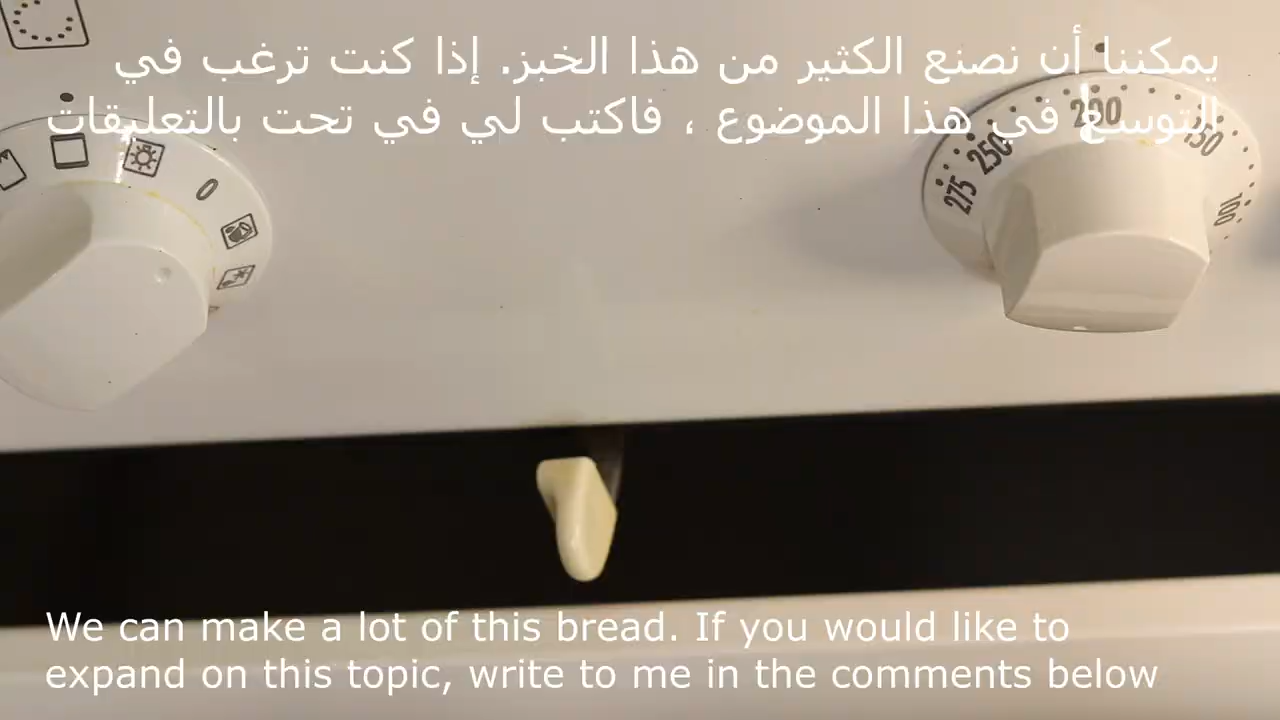 يمكننا أن نصنع الكثير من هذا الخبز. إذا كنت ترغب في
التوسع في هذا الموضوع ، فاكتب لي في تحت بالتعليقات
0
275
250
200
150
100
We can make a lot of this bread. If you would like to
expand on this topic, write to me in the comments below